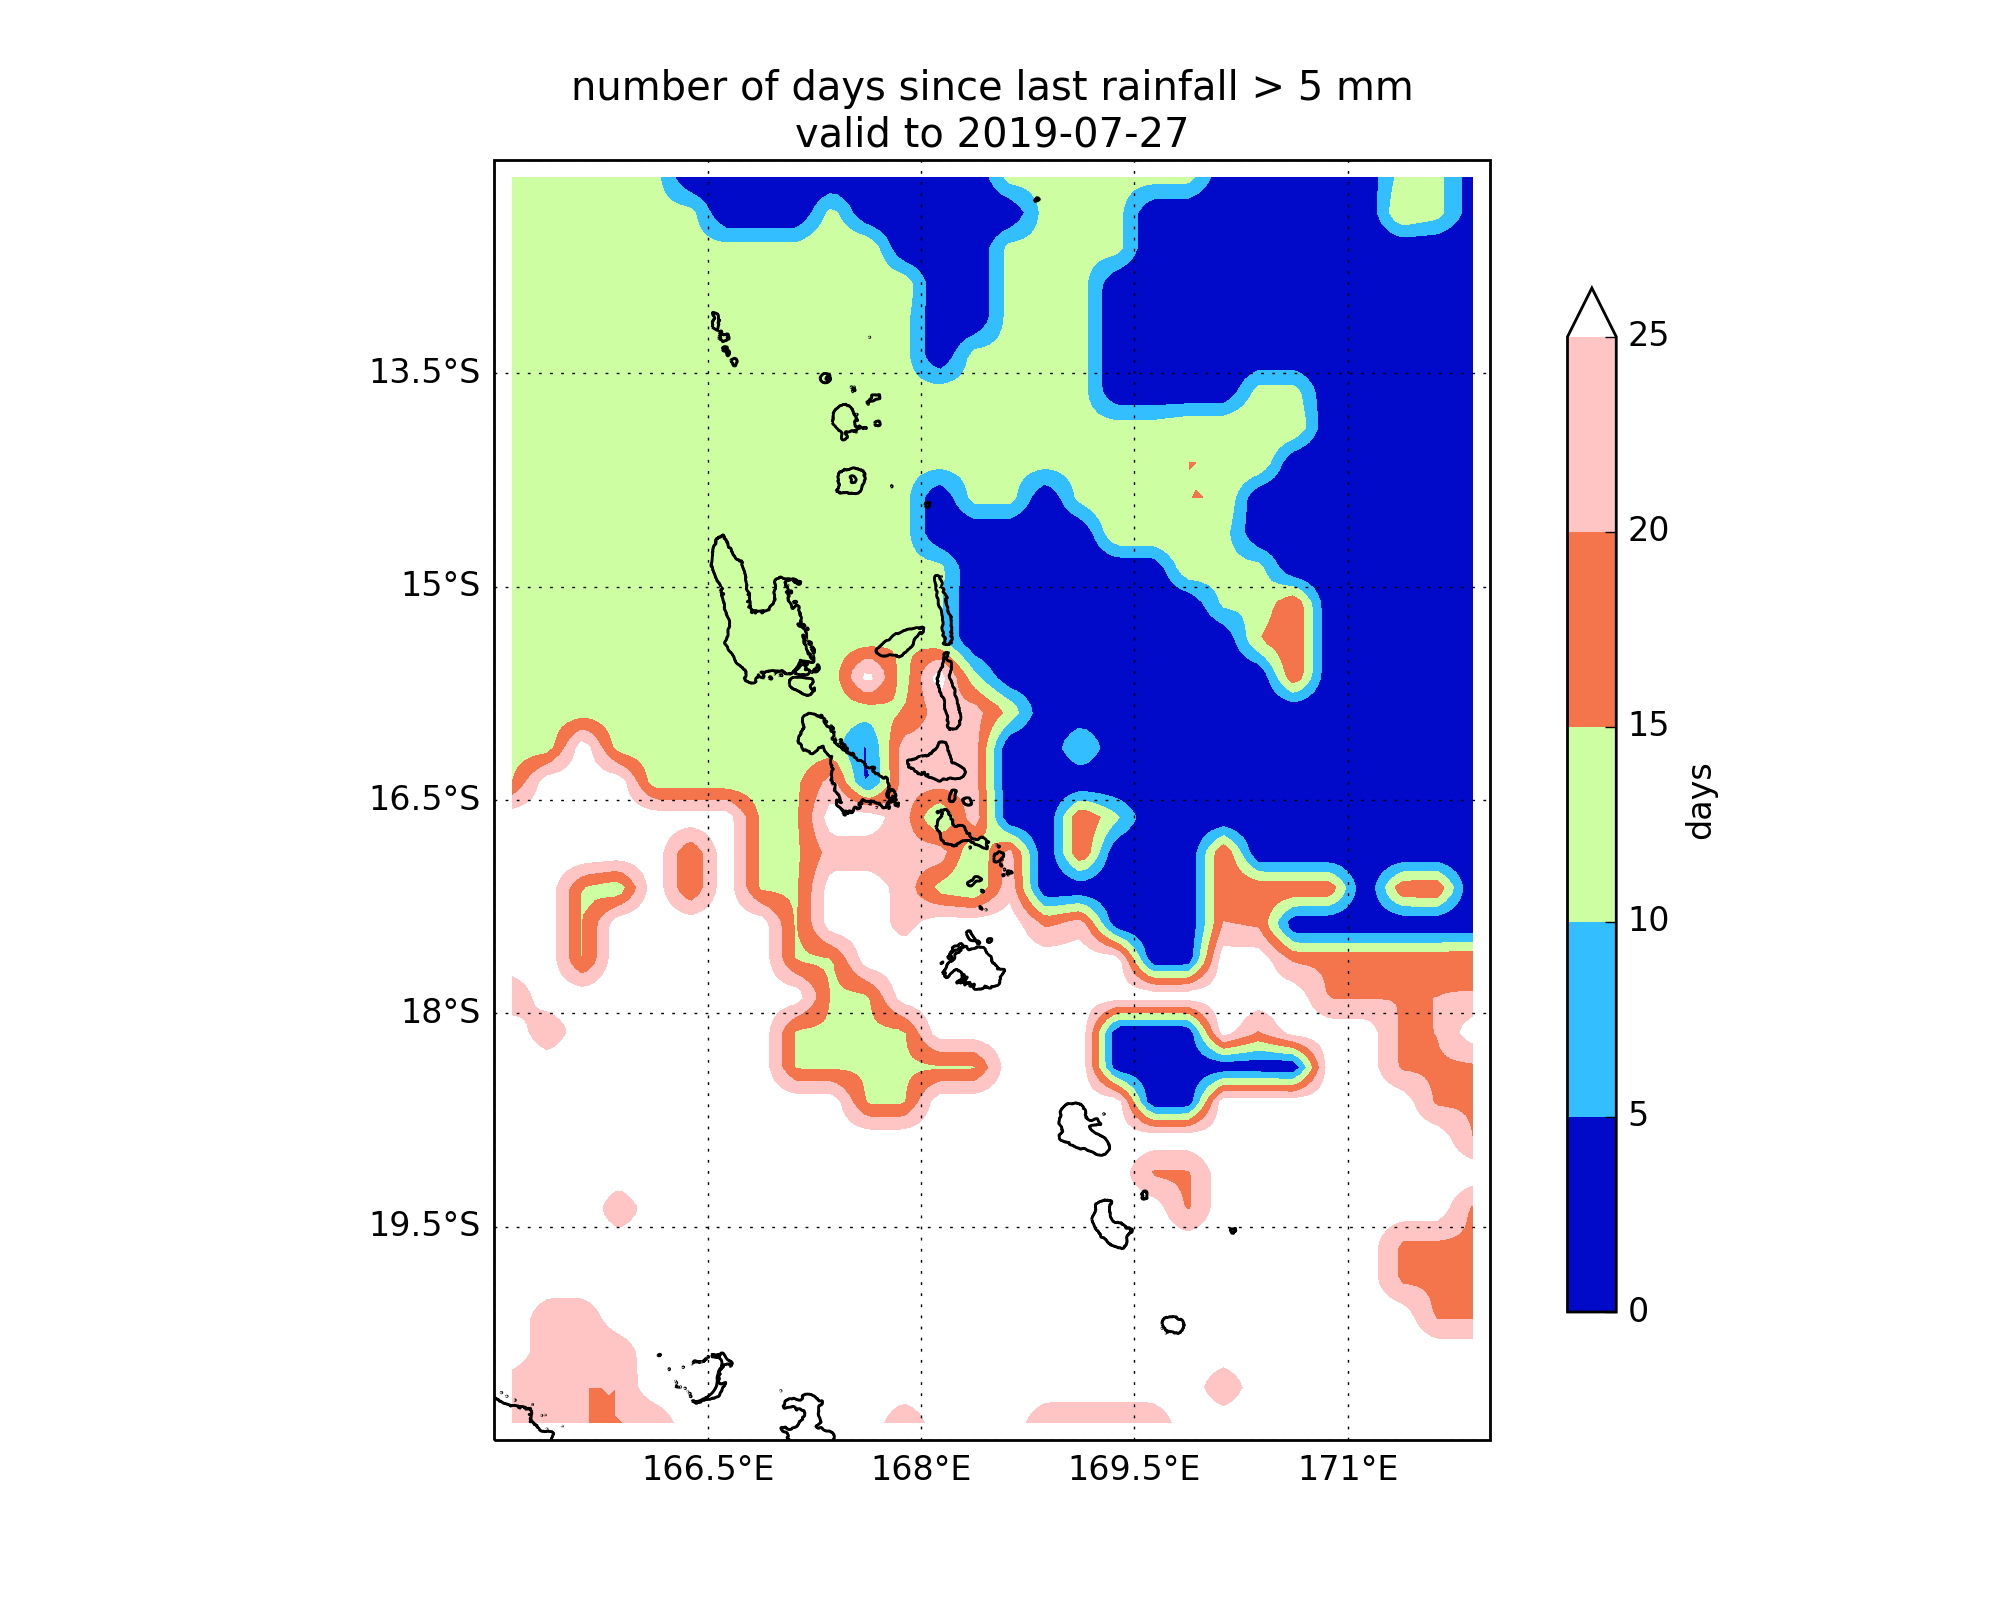 number of days since last rainfall > 5 mm
valid to 2019-07-27
25
13.5°S
20
15°S
15
days
16.5°S
10
18°S
5
19.5°S
0
166.5°E
168°E
169.5°E
171°E